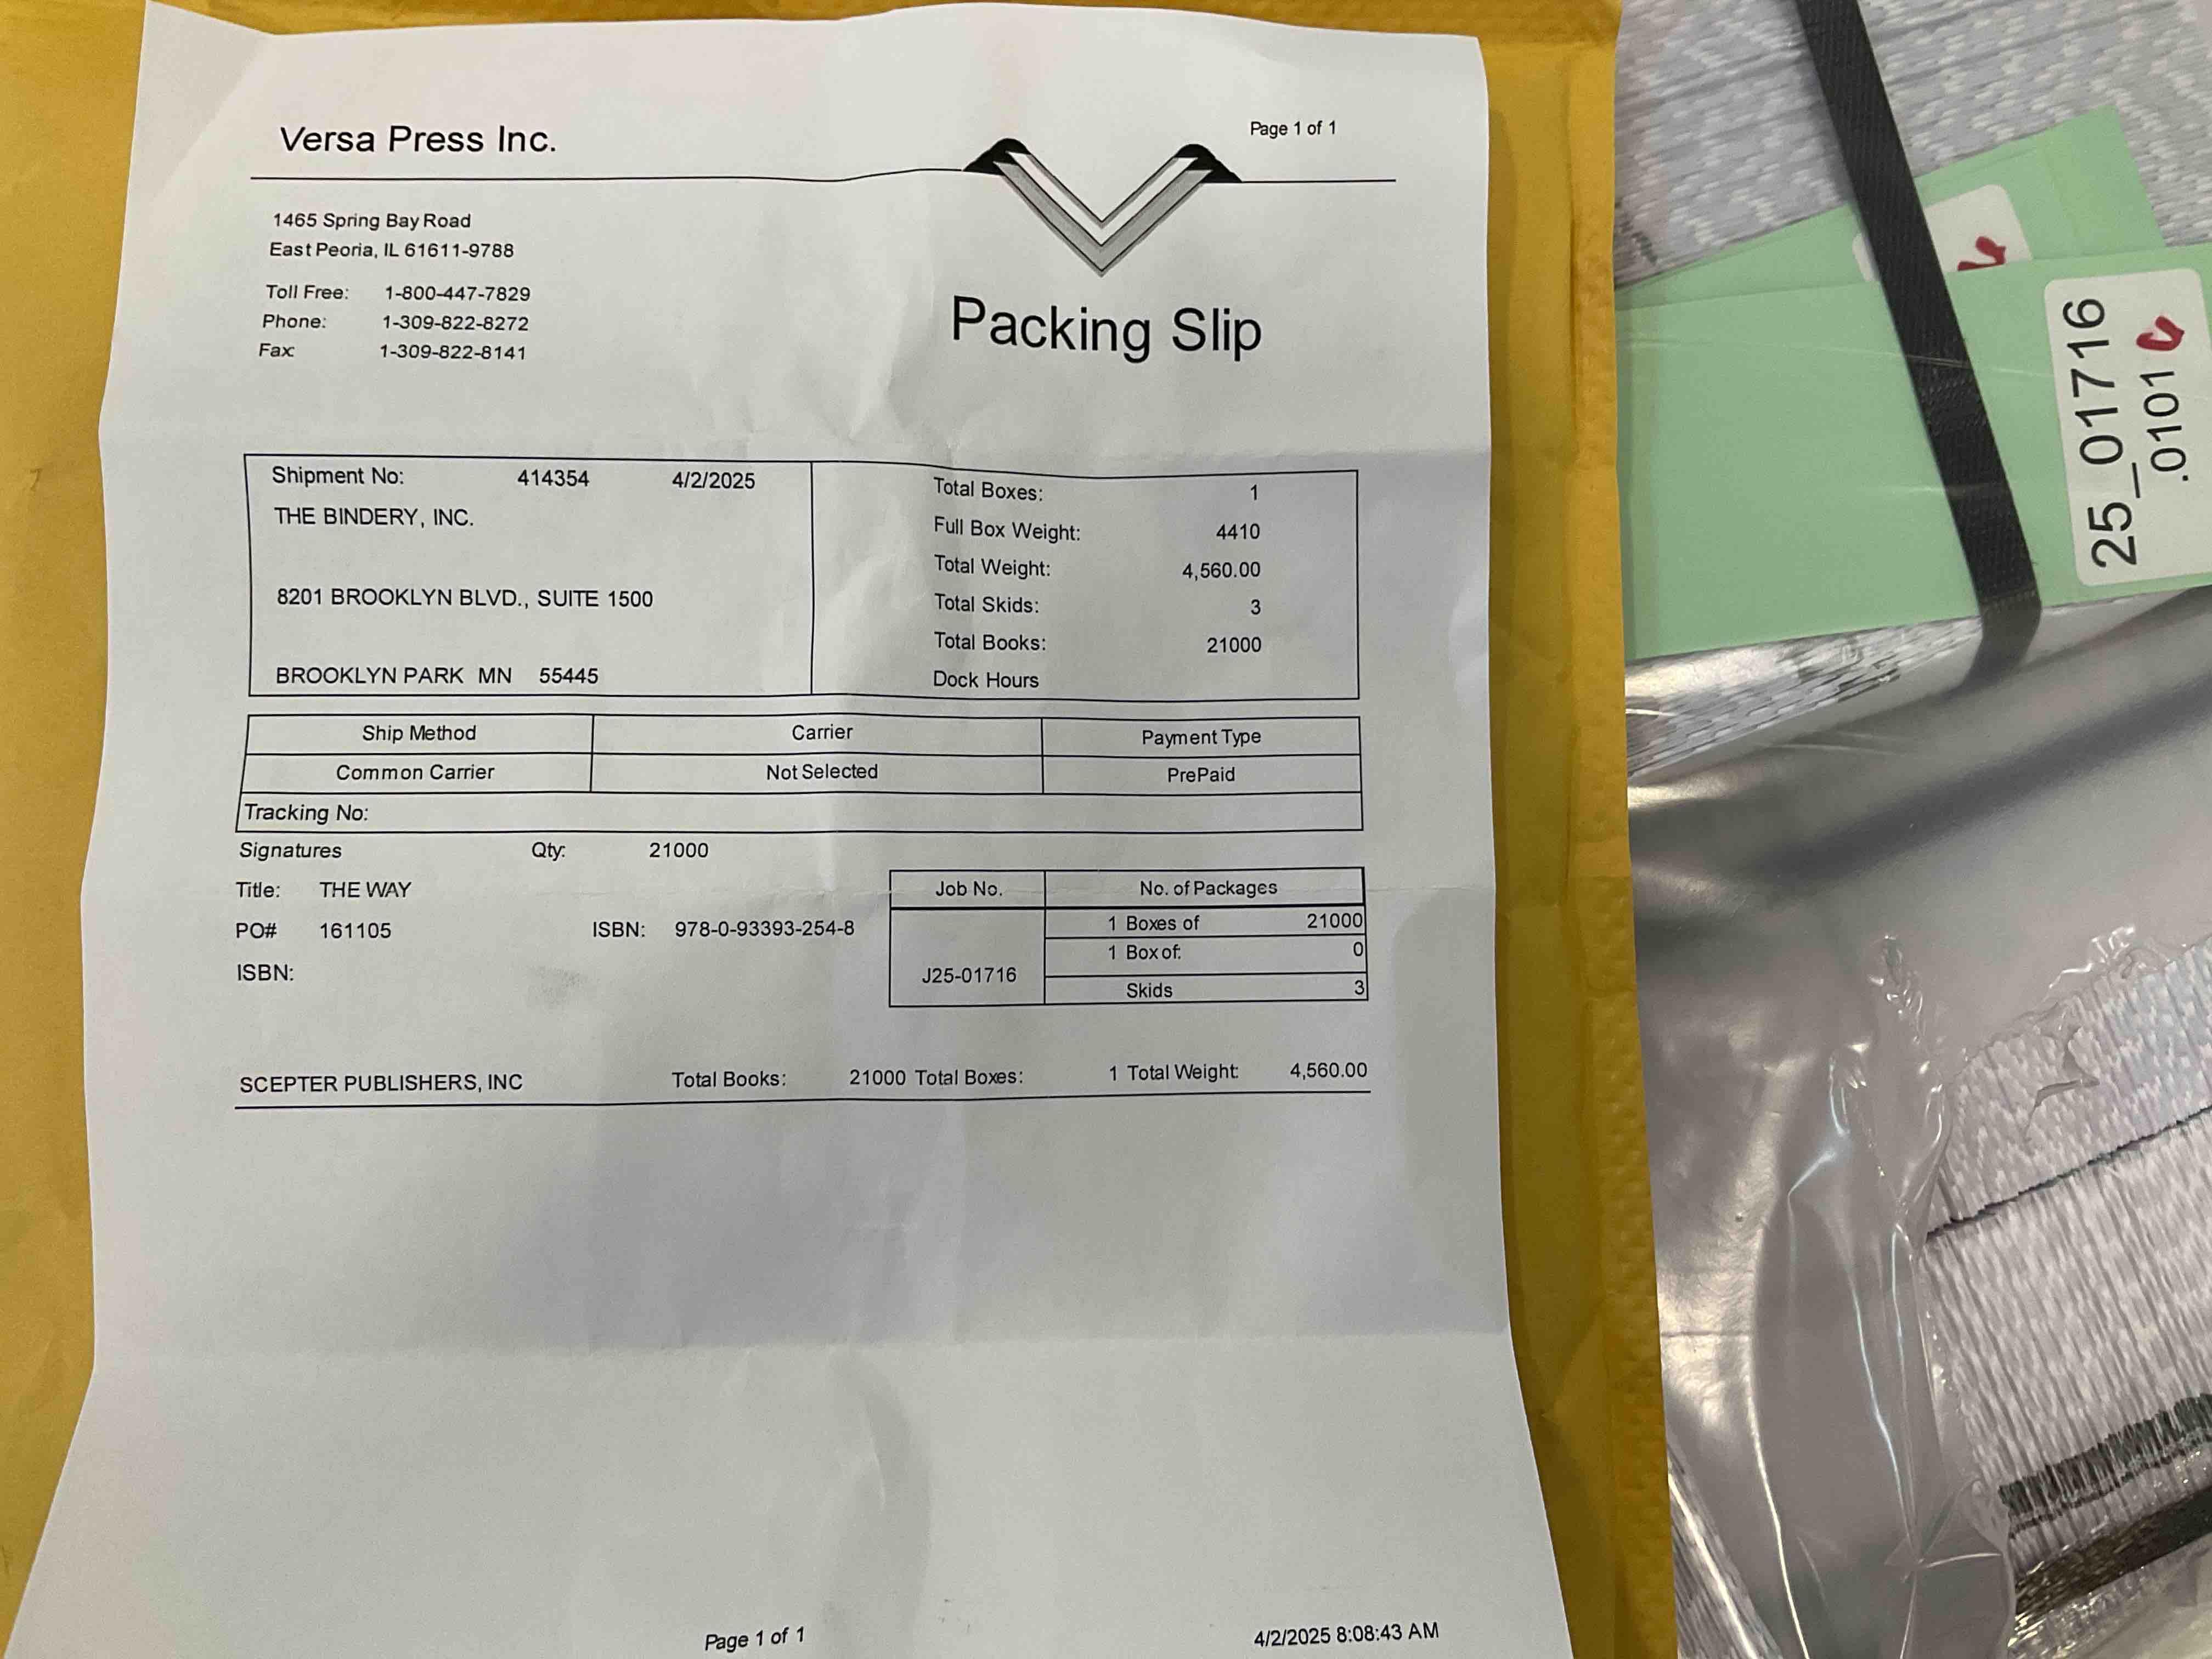 Page 1 of 1
Versa Press Inc.
1465 Spring Bay Road
East Peoria, IL 61611-9788
Toll Free: 1-800-447-7829
Phone: 1-309-822-8272
Fax: 1-309-822-8141
Packing Slip
Shipment No: 414354 4/2/2025
THE BINDERY, INC.
8201 BROOKLYN BLVD., SUITE 1500
BROOKLYN PARK MN 55445
Total Boxes: 1
Full Box Weight: 4410
Total Weight: 4,560.00
Total Skids: 3
Total Books: 21000
Dock Hours
Ship Method Carrier Payment Type
Common Carrier Not Selected PrePaid
Tracking No:
Signatures Qty: 21000
Title: THE WAY
PO# 161105 ISBN: 978-0-93393-254-8
ISBN:
Job No. No. of Packages
1 Boxes of 21000
1 Box of: 0
J25-01716
Skids 3
SCEPTER PUBLISHERS, INC Total Books: 21000 Total Boxes: 1 Total Weight: 4,560.00
Page 1 of 1 4/2/2025 8:08:43 AM
25_01716
.0101